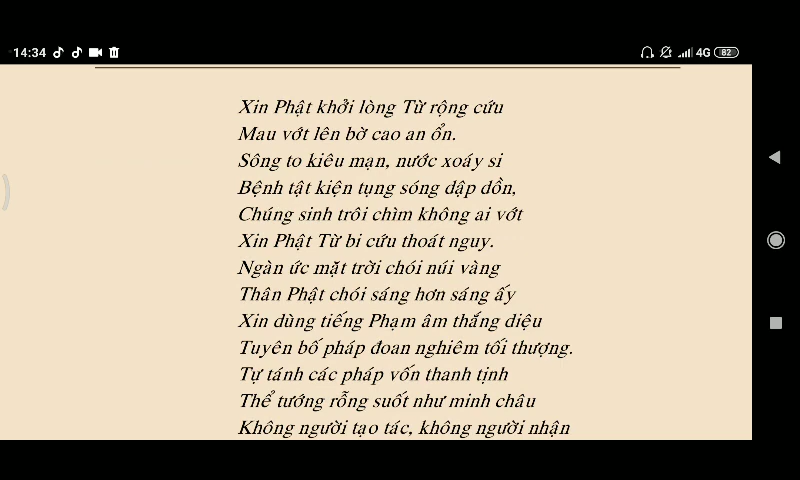 14:34
4G 82
Xin Phật khởi lòng Từ rộng cứu
Mau vớt lên bờ cao an ổn.
Sông to kiêu mạn, nước xoáy si
Bệnh tật kiện tụng sóng dập dồn,
Chúng sinh trôi chìm không ai vớt
Xin Phật Từ bi cứu thoát nguy.
Ngàn ức mặt trời chói núi vàng
Thân Phật chói sáng hơn sáng ấy
Xin dùng tiếng Phạm âm thắng diệu
Tuyên bố pháp đoan nghiêm tối thượng.
Tự tánh các pháp vốn thanh tịnh
Thể tướng rỗng suốt như minh châu
Không người tạo tác, không người nhận